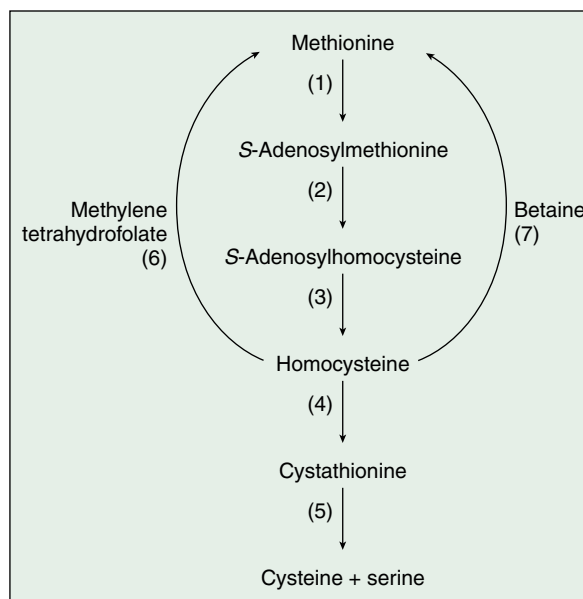 Methionine
(1)
S-Adenosylmethionine
(2)
Methylene
tetrahydrofolate
(6)
Betaine
(7)
S-Adenosylhomocysteine
(3)
Homocysteine
(4)
Cystathionine
(5)
Cysteine + serine